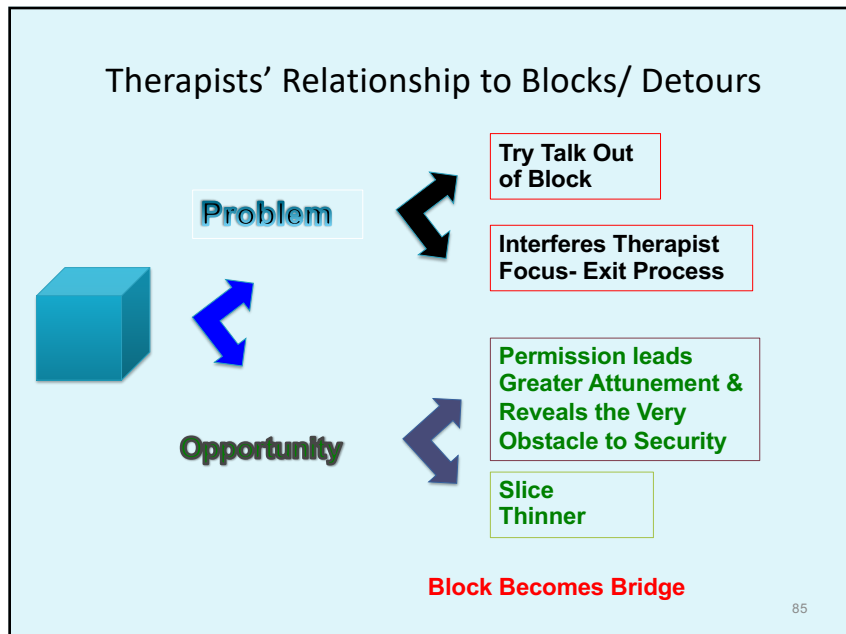 Therapists’ Relationship to Blocks/ Detours
Problem
Try Talk Out
of Block
Interferes Therapist
Focus- Exit Process
Opportunity
Permission leads
Greater Attunement &
Reveals the Very
Obstacle to Security
Slice
Thinner
Block Becomes Bridge
85